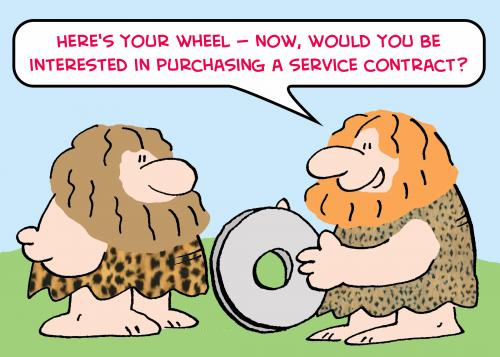 HERE'S YOUR WHEEL – NOW, WOULD YOU BE
INTERESTED IN PURCHASING A SERVICE CONTRACT?